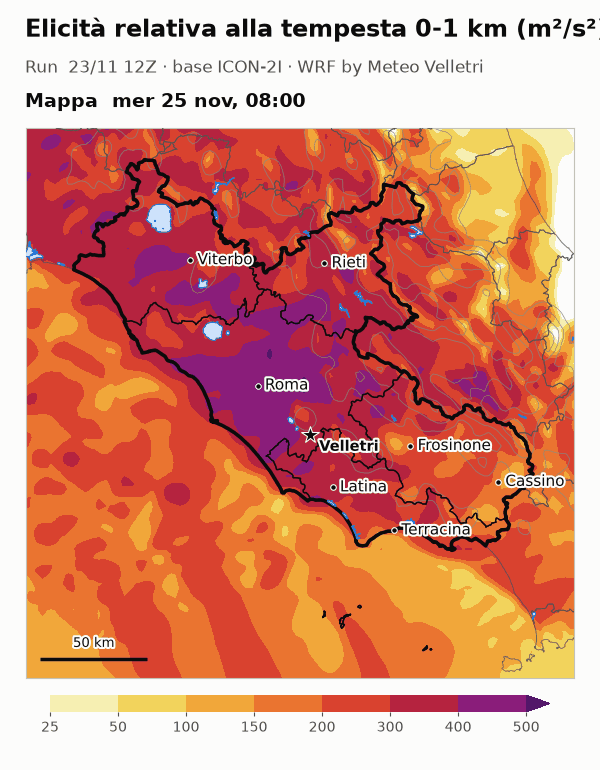 Elicità relativa alla tempesta 0-1 km (m²/s²)
Run 23/11 12Z · base ICON-2I · WRF by Meteo Velletri
Mappa mer 25 nov, 08:00
Viterbo
Rieti
Roma
Velletri
Frosinone
Cassino
Latina
Terracina
50 km
25 50 100 150 200 300 400 500